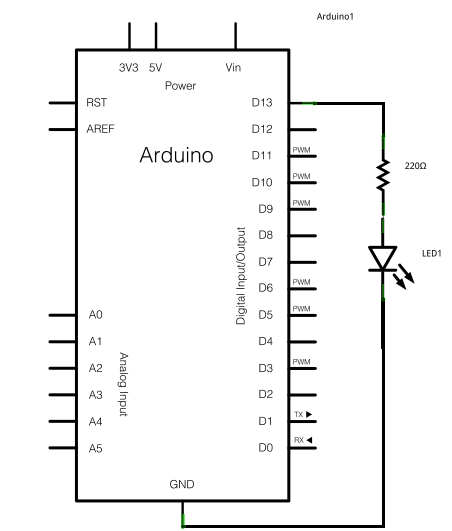 Arduino1
3V3 5V Vin
Power
RST
AREF
Arduino
D13
D12
D11 PWM
D10 PWM
D9 PWM
D8
D7
D6 PWM
D5 PWM
D4
D3 PWM
D2
D1 TX ▶
D0 RX ◀
Digital Input/Output
220Ω
LED1
A0
A1
A2
A3
A4
A5
Analog Input
GND